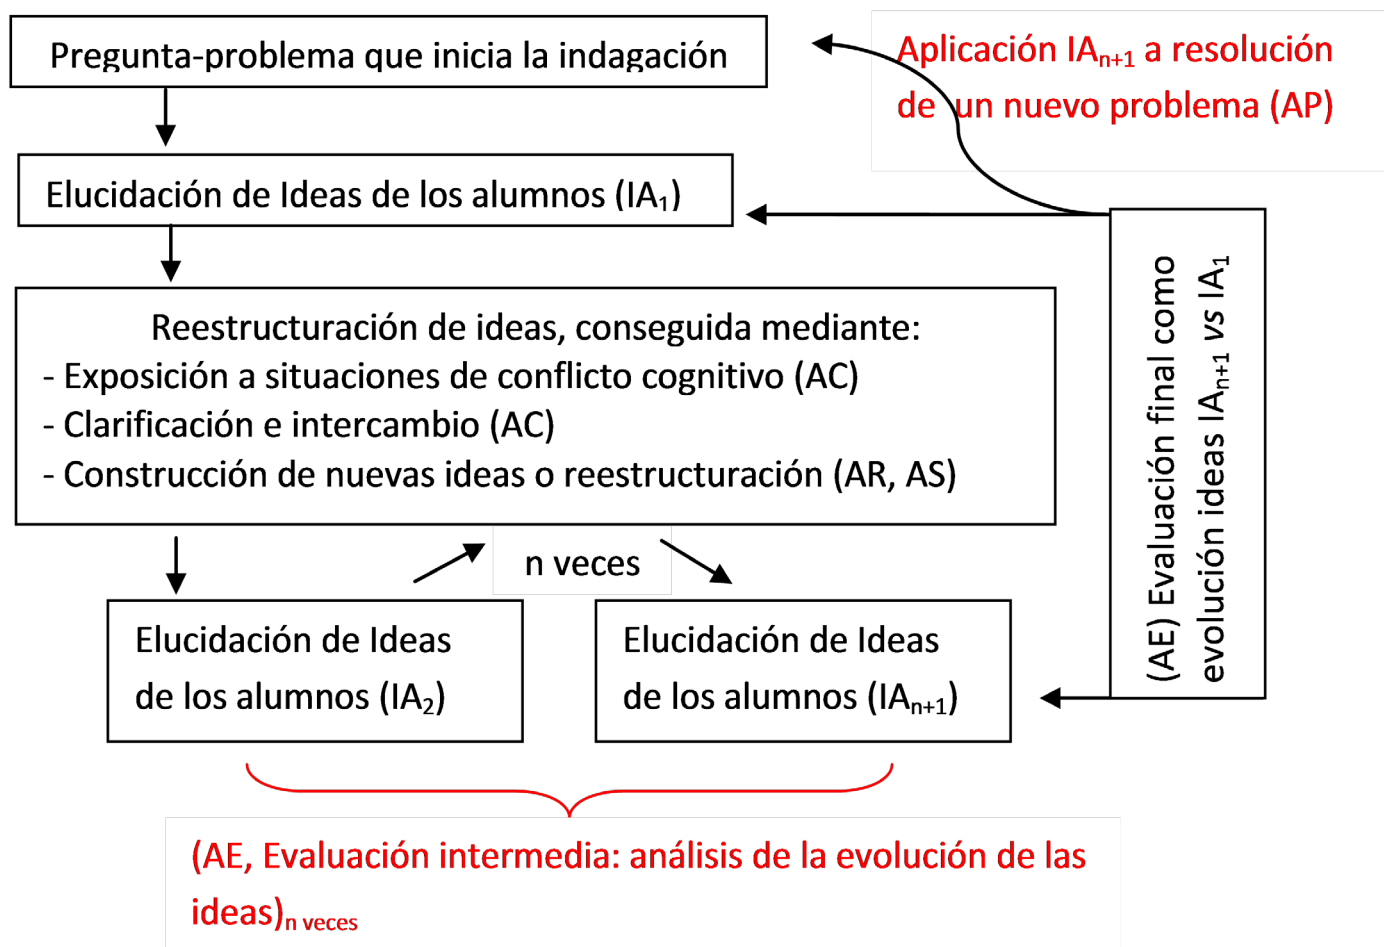 Pregunta-problema que inicia la indagación
Aplicación IAn+1 a resolución
de un nuevo problema (AP)
Elucidación de Ideas de los alumnos (IA1)
Reestructuración de ideas, conseguida mediante:
- Exposición a situaciones de conflicto cognitivo (AC)
- Clarificación e intercambio (AC)
- Construcción de nuevas ideas o reestructuración (AR, AS)
(AE) Evaluación final como
evolución ideas IAn+1 vs IA1
n veces
Elucidación de Ideas
de los alumnos (IA2)
Elucidación de Ideas
de los alumnos (IAn+1)
(AE, Evaluación intermedia: análisis de la evolución de las
ideas)n veces